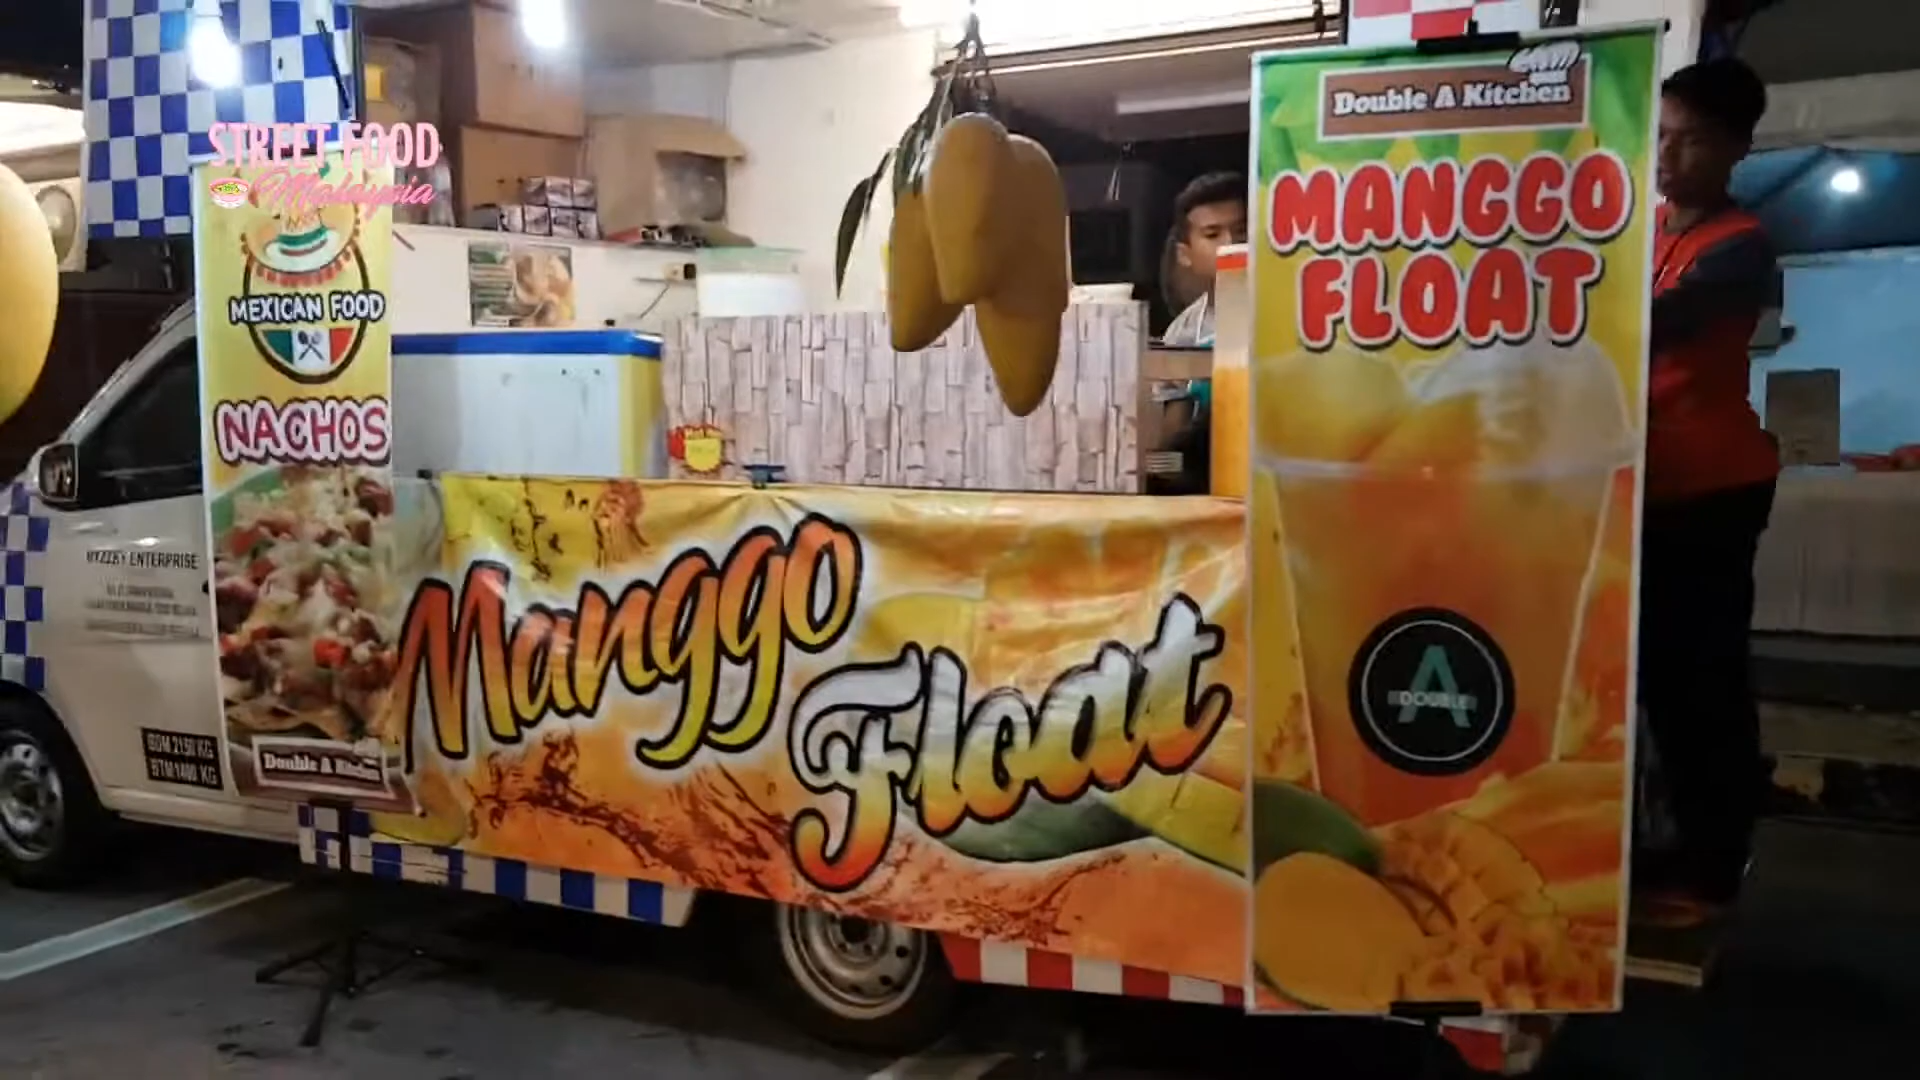 STREET FOOD
Malaysia
MEXICAN FOOD
NACHOS
Double A Kitchen
ENTERPRISE
BDM 2150 KG
BTM 1400 KG
Manggo
Float
Double A Kitchen
MANGGO
FLOAT
A
DOUBLE